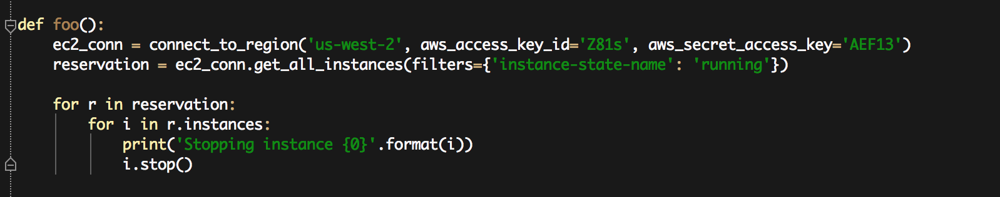 def foo():
    ec2_conn = connect_to_region('us-west-2', aws_access_key_id='Z81s', aws_secret_access_key='AEF13')
    reservation = ec2_conn.get_all_instances(filters={'instance-state-name': 'running'})

    for r in reservation:
        for i in r.instances:
            print('Stopping instance {0}'.format(i))
            i.stop()